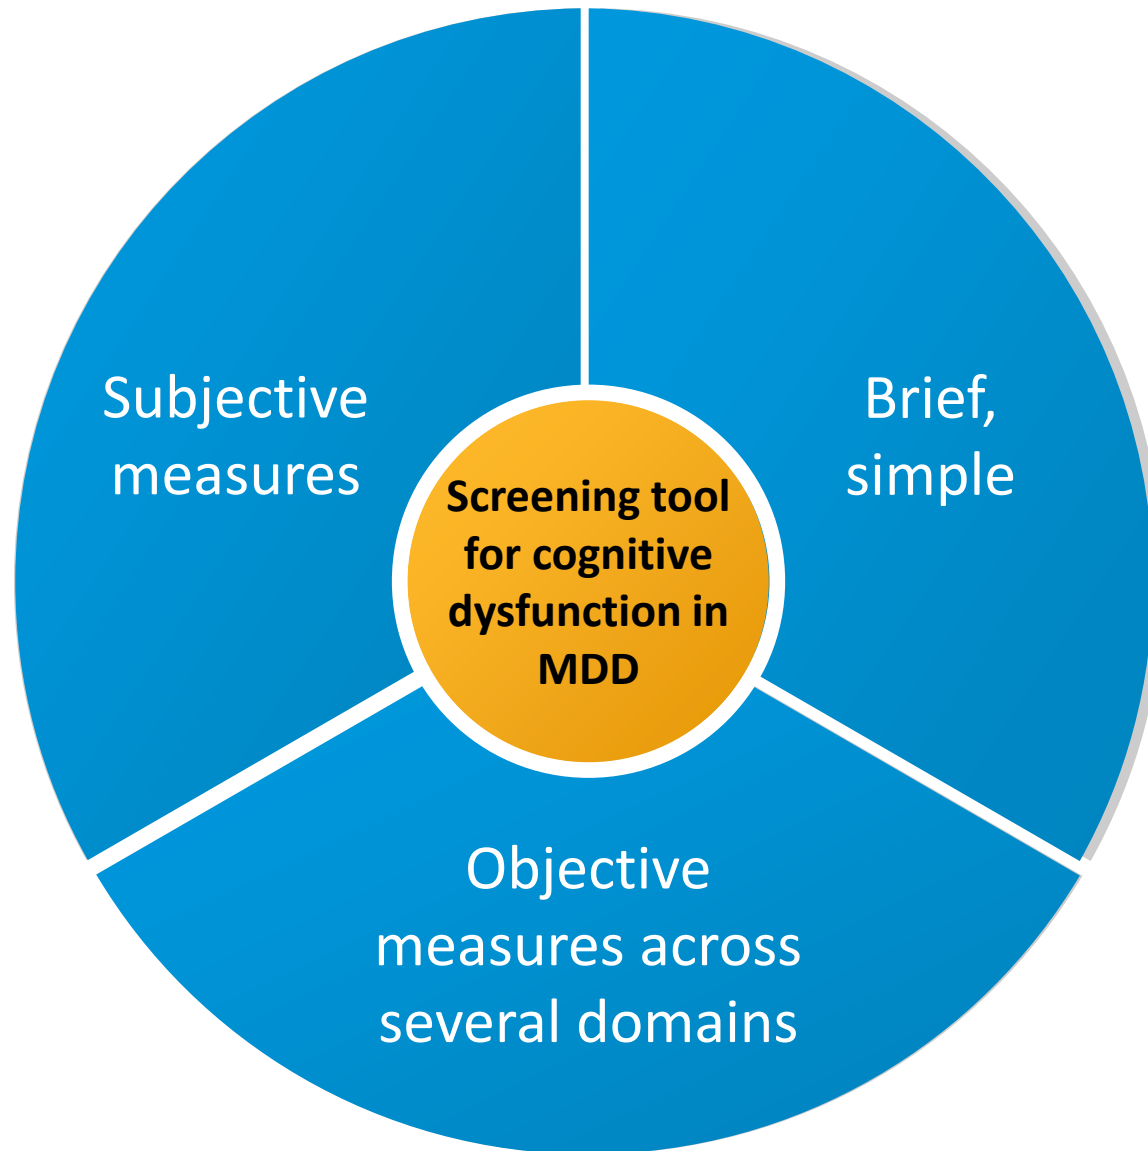 Subjective
measures
Brief,
simple
Screening tool
for cognitive
dysfunction in
MDD
Objective
measures across
several domains